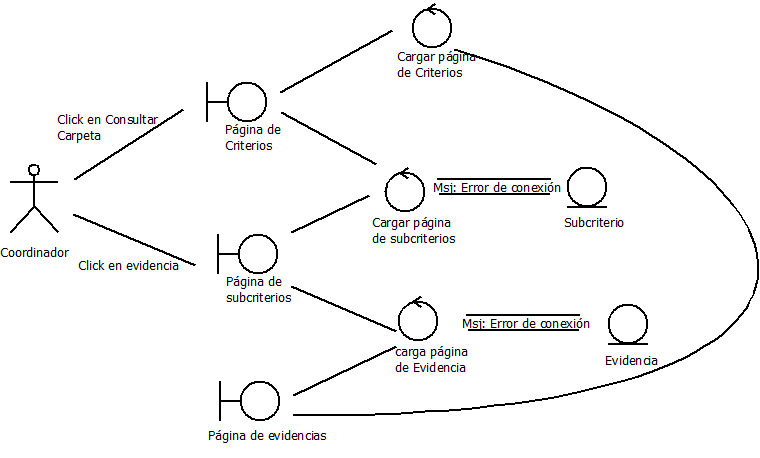 Cargar página
de Criterios
Click en Consultar
Carpeta
Página de
Criterios
Msj: Error de conexión
Cargar página
de subcriterios
Subcriterio
Coordinador
Click en evidencia
Página de
subcriterios
Msj: Error de conexión
carga página
de Evidencia
Evidencia
Página de evidencias